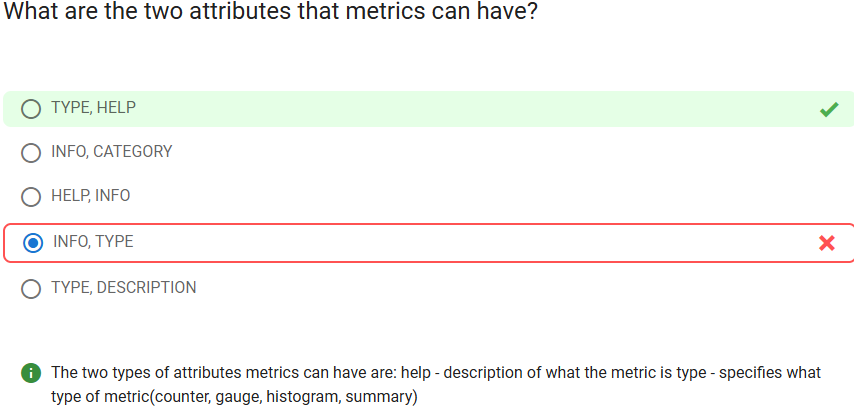 What are the two attributes that metrics can have?
TYPE, HELP
INFO, CATEGORY
HELP, INFO
INFO, TYPE
TYPE, DESCRIPTION
The two types of attributes metrics can have are: help - description of what the metric is type - specifies what
type of metric(counter, gauge, histogram, summary)